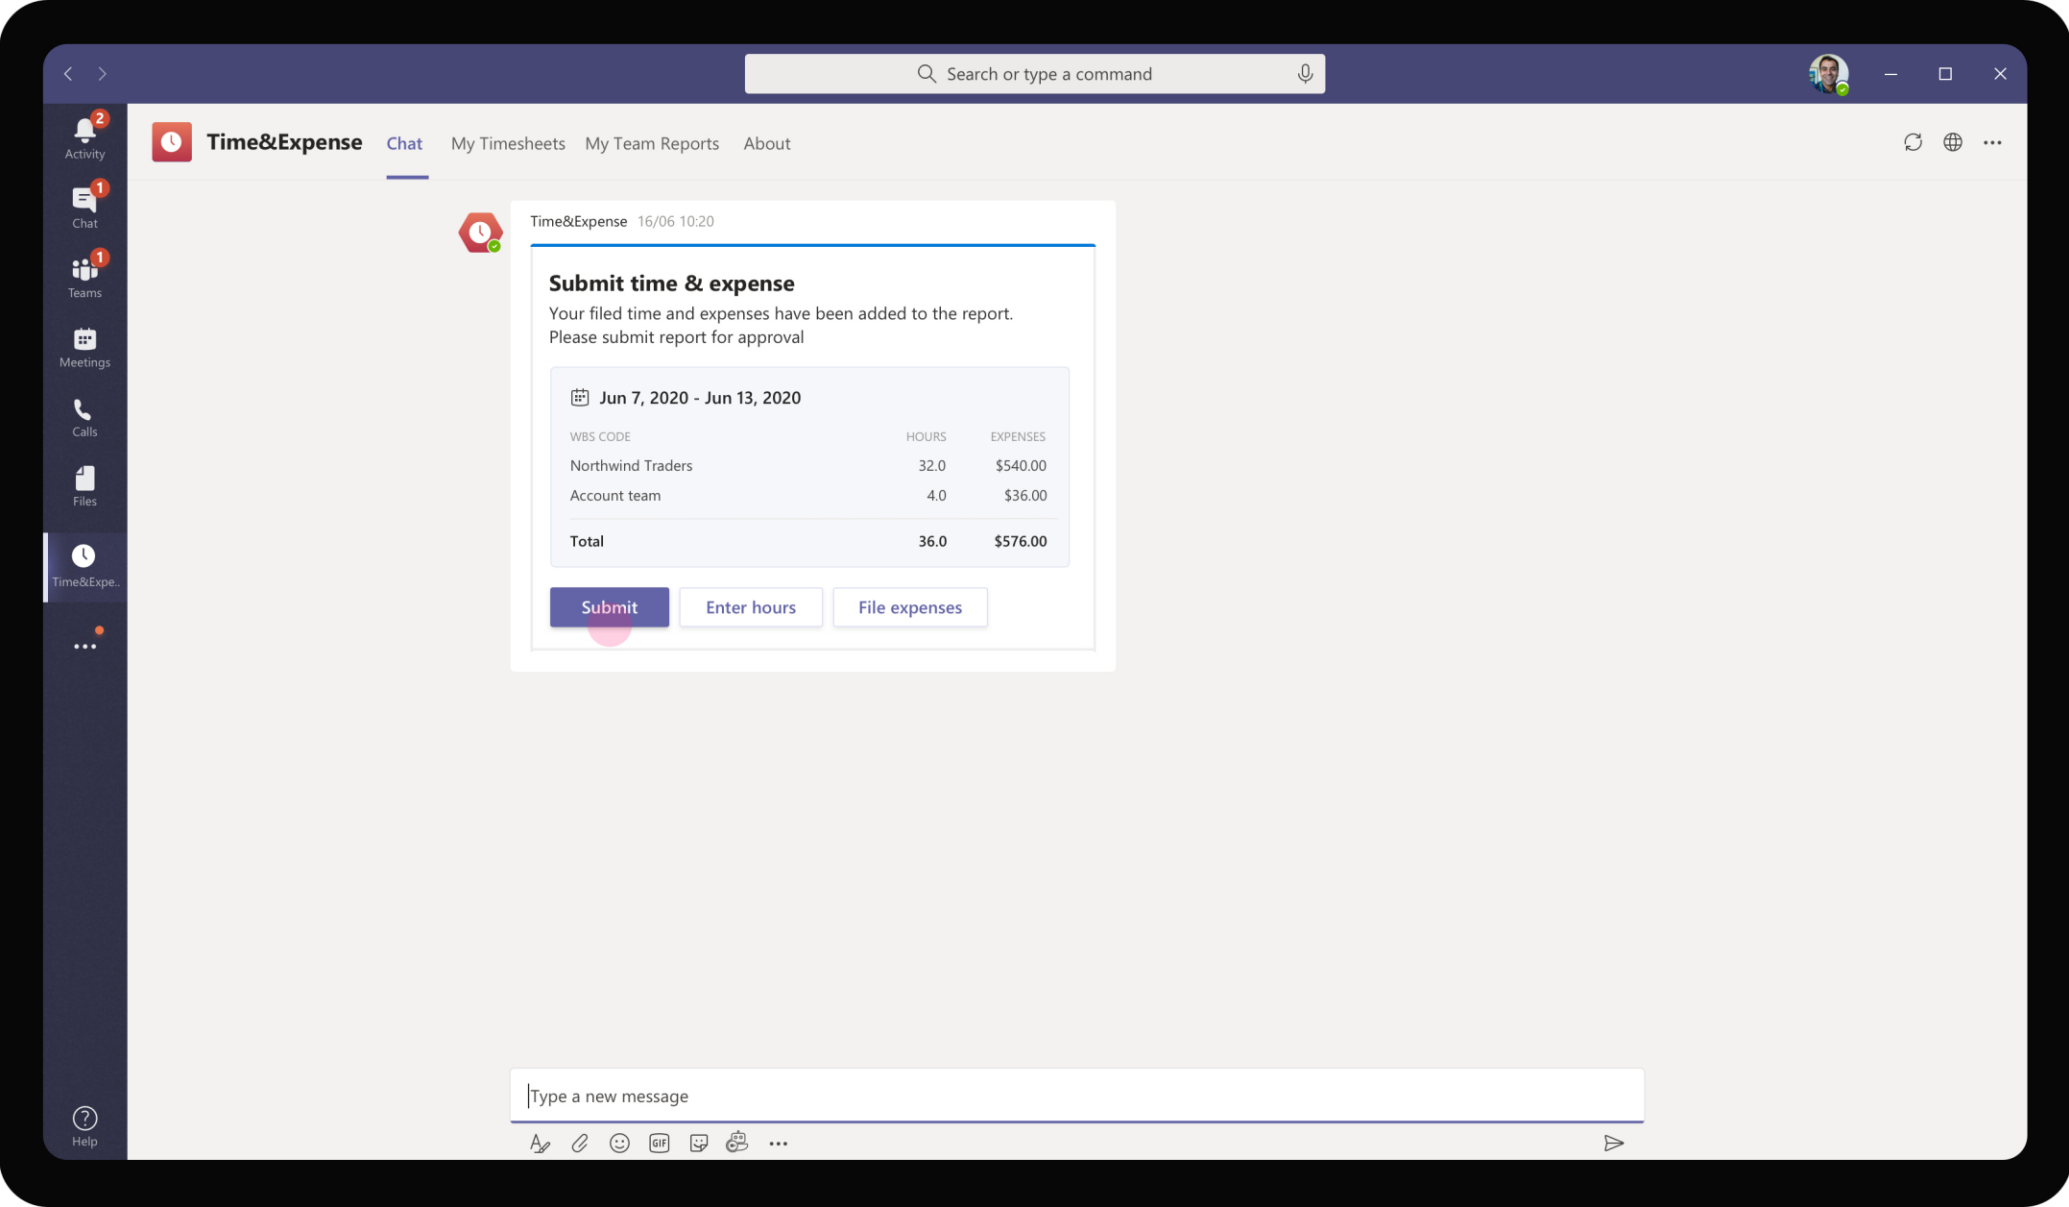 Search or type a command
2
Activity
1
Chat
1
Teams
Meetings
Calls
Files
Time&Expe..
Help
Time&Expense
Chat
My Timesheets
My Team Reports
About
Time&Expense 16/06 10:20
Submit time & expense
Your filed time and expenses have been added to the report.
Please submit report for approval
Jun 7, 2020 - Jun 13, 2020
WBS CODE HOURS EXPENSES
Northwind Traders 32.0 $540.00
Account team 4.0 $36.00
Total 36.0 $576.00
Submit
Enter hours
File expenses
Type a new message
GIF